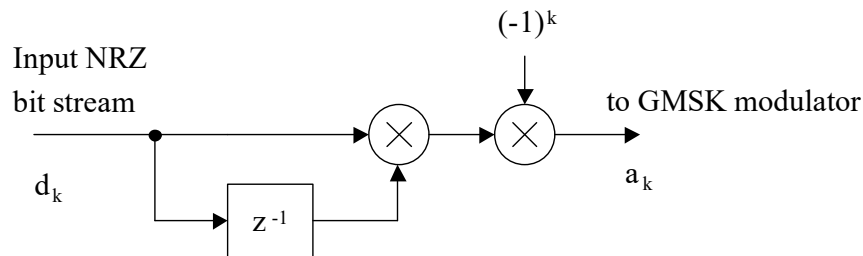 (-1)^k
Input NRZ
bit stream
to GMSK modulator
d_k
a_k
z^-1